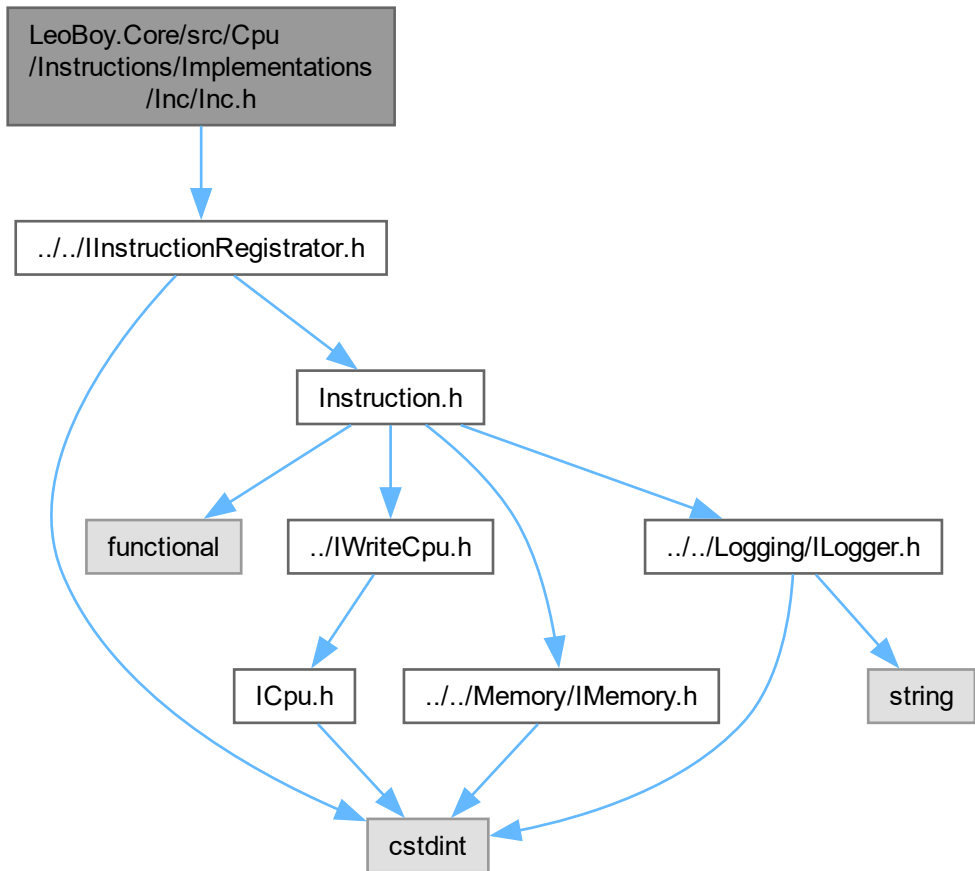 LeoBoy.Core/src/Cpu
/Instructions/Implementations
/Inc/Inc.h
../../IInstructionRegistrator.h
Instruction.h
functional
../IWriteCpu.h
../../Logging/ILogger.h
ICpu.h
../../Memory/IMemory.h
string
cstdint